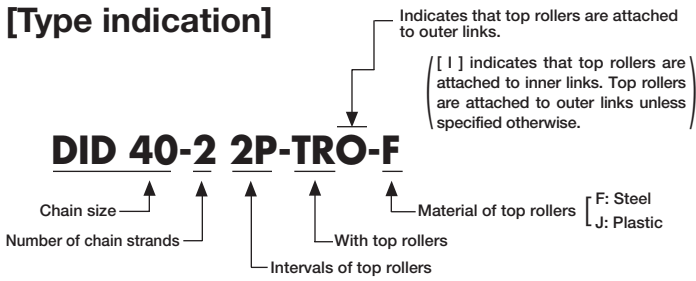 [Type indication]
Indicates that top rollers are attached
to outer links.
[ I ] indicates that top rollers are
attached to inner links. Top rollers
are attached to outer links unless
specified otherwise.
DID 40-2 2P-TRO-F
Chain size
Number of chain strands
Intervals of top rollers
With top rollers
Material of top rollers
F: Steel
J: Plastic